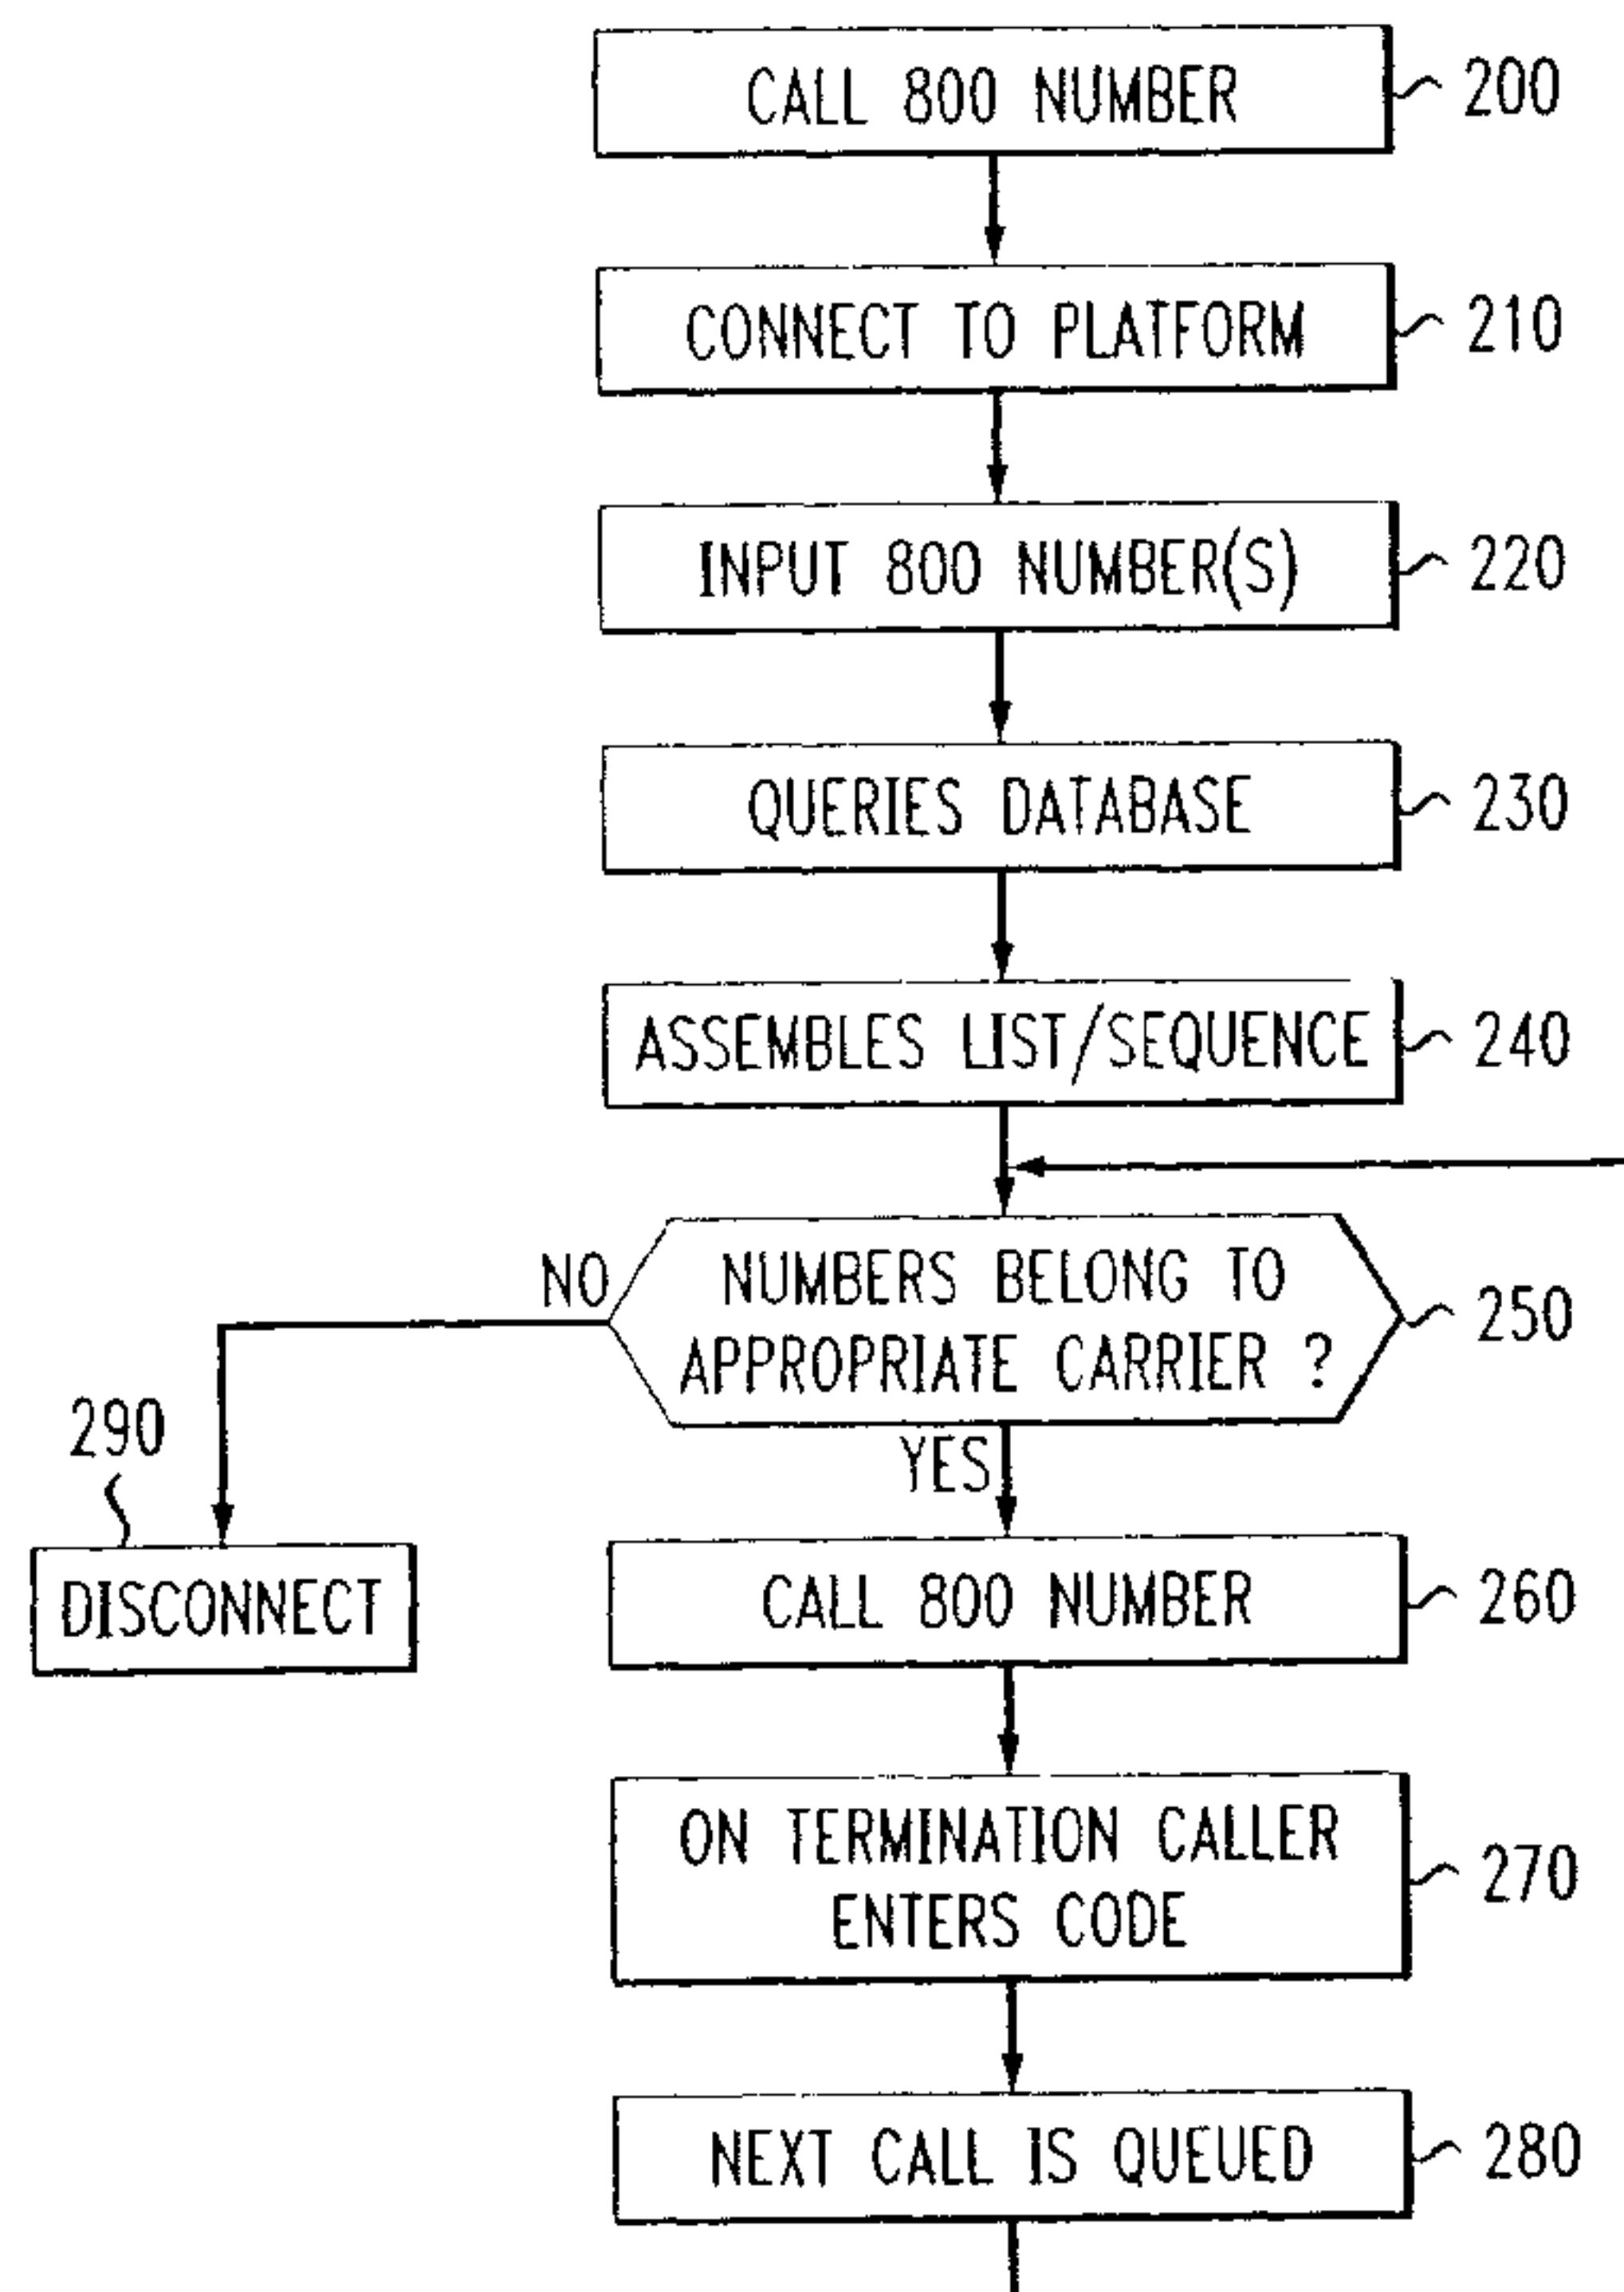 CALL 800 NUMBER
200
CONNECT TO PLATFORM
210
INPUT 800 NUMBER(S)
220
QUERIES DATABASE
230
ASSEMBLES LIST/SEQUENCE
240
NO
NUMBERS BELONG TO
APPROPRIATE CARRIER ?
250
290
YES
DISCONNECT
CALL 800 NUMBER
260
ON TERMINATION CALLER
ENTERS CODE
270
NEXT CALL IS QUEUED
280